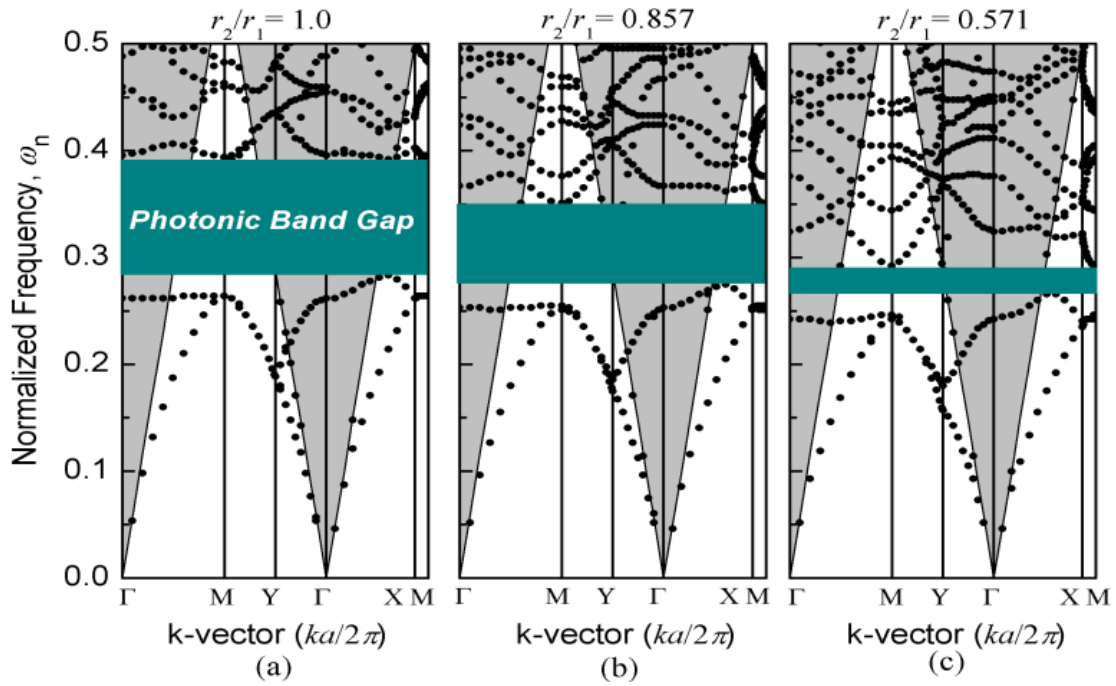 r₂/r₁= 1.0
r₂/r₁= 0.857
r₂/r₁= 0.571
Normalized Frequency, ωₙ
0.5
0.4
0.3
0.2
0.1
0.0
Photonic Band Gap
Γ M Y Γ X M
Γ M Y Γ X M
Γ M Y Γ X M
k-vector (ka/2π)
k-vector (ka/2π)
k-vector (ka/2π)
(a)
(b)
(c)